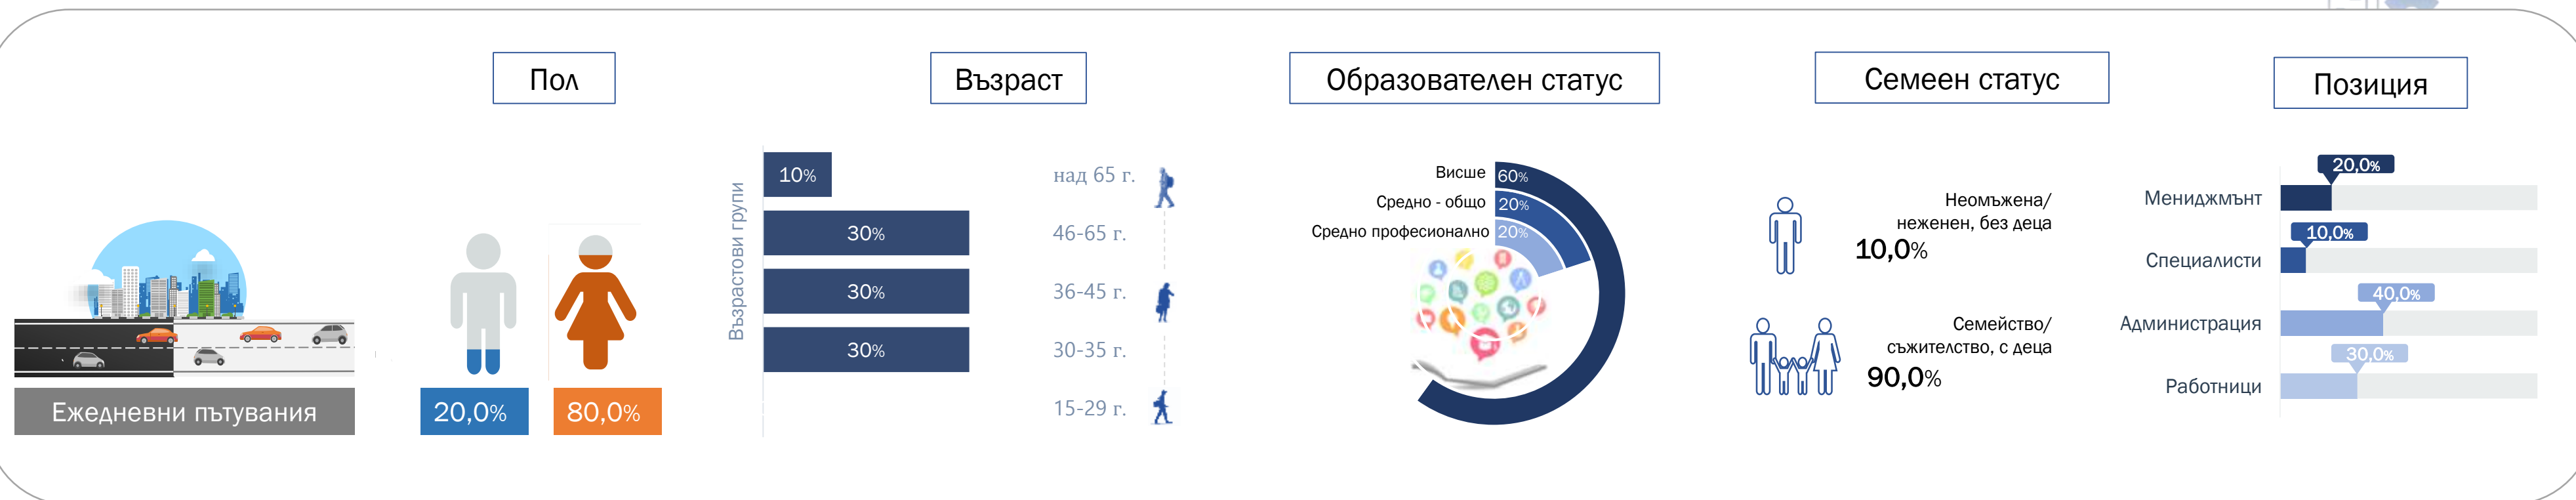 Пол
Възраст
Образователен статус
Семеен статус
Позиция
Ежедневни пътувания
20,0%
80,0%
Възрастови групи
10%
над 65 г.
30%
46-65 г.
30%
36-45 г.
30%
30-35 г.
15-29 г.
Висше
60%
Средно - общо
20%
Средно професионално
20%
Неомъжена/
неженен, без деца
10,0%
Семейство/
съжителство, с деца
90,0%
20,0%
Мениджмънт
10,0%
Специалисти
40,0%
Администрация
30,0%
Работници